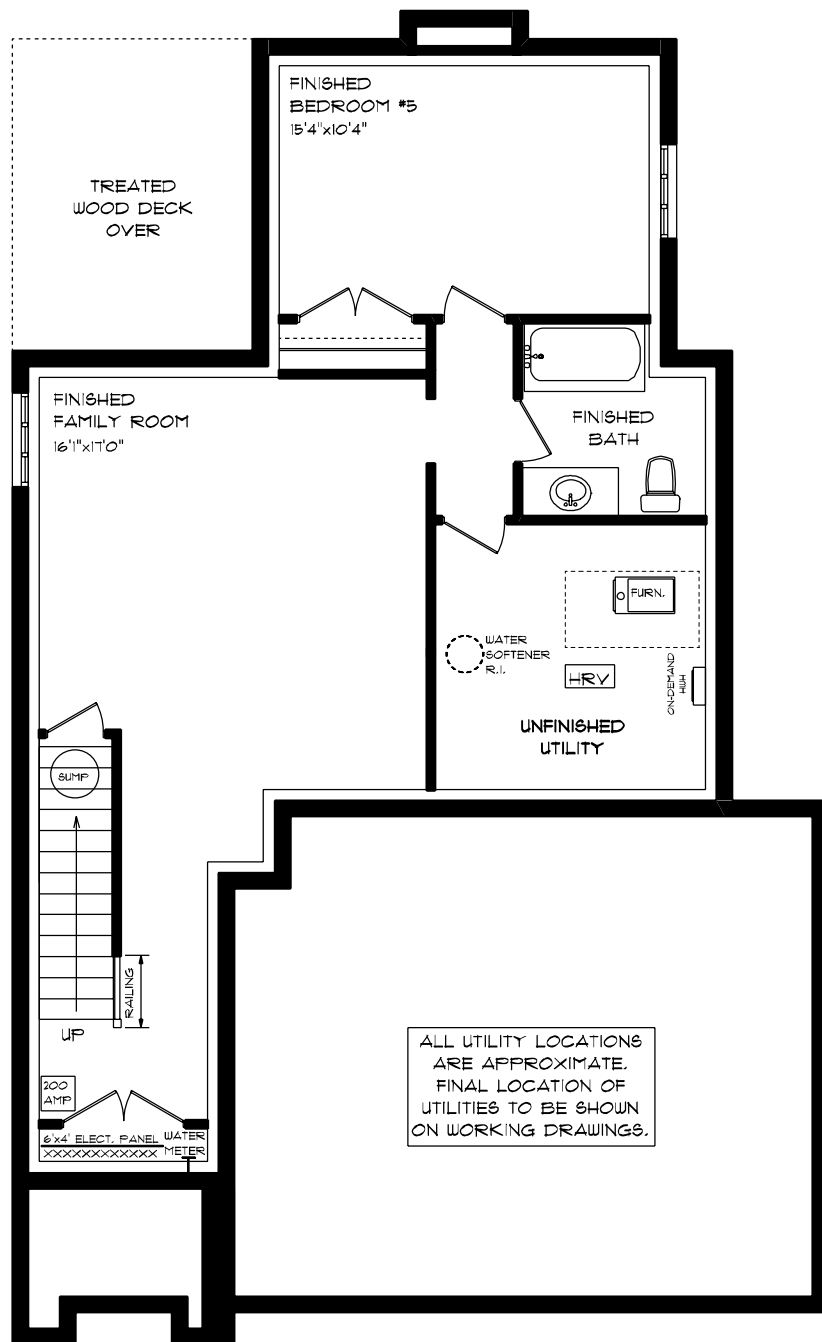 FINISHED
BEDROOM #5
15'4"x10'4"
TREATED
WOOD DECK
OVER
FINISHED
FAMILY ROOM
16'1"x17'0"
FINISHED
BATH
FURN.
WATER
SOFTENER
R.I.
HRV
ON-DEMAND
HWH
UNFINISHED
UTILITY
SUMP
RAILING
UP
ALL UTILITY LOCATIONS
ARE APPROXIMATE.
FINAL LOCATION OF
UTILITIES TO BE SHOWN
ON WORKING DRAWINGS.
200
AMP
6'x4' ELECT. PANEL
XXXXXXXXXXXX
WATER
METER